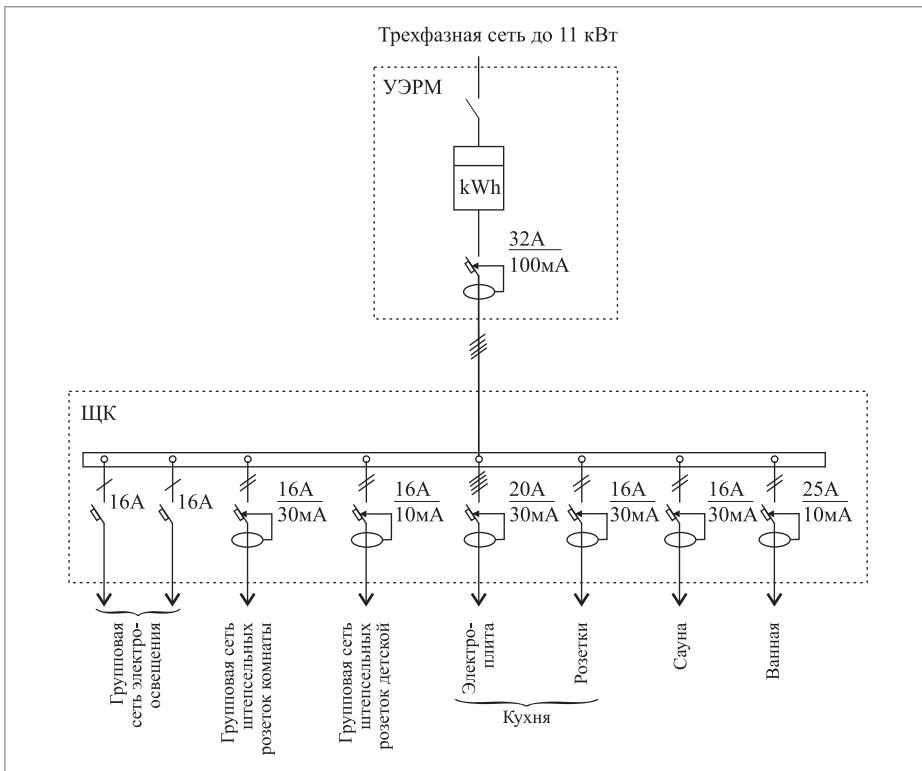 Трехфазная сеть до 11 кВт
УЭРМ
kWh
32А
100мА
ЩК
16А
16А
16А
30мА
16А
10мА
20А
30мА
16А
30мА
16А
30мА
25А
10мА
Групповая
сеть электро-
освещения
Групповая сеть
штепсельных
розеток комнаты
Групповая сеть
штепсельных
розеток детской
Электро-
плита
Розетки
Кухня
Сауна
Ванная